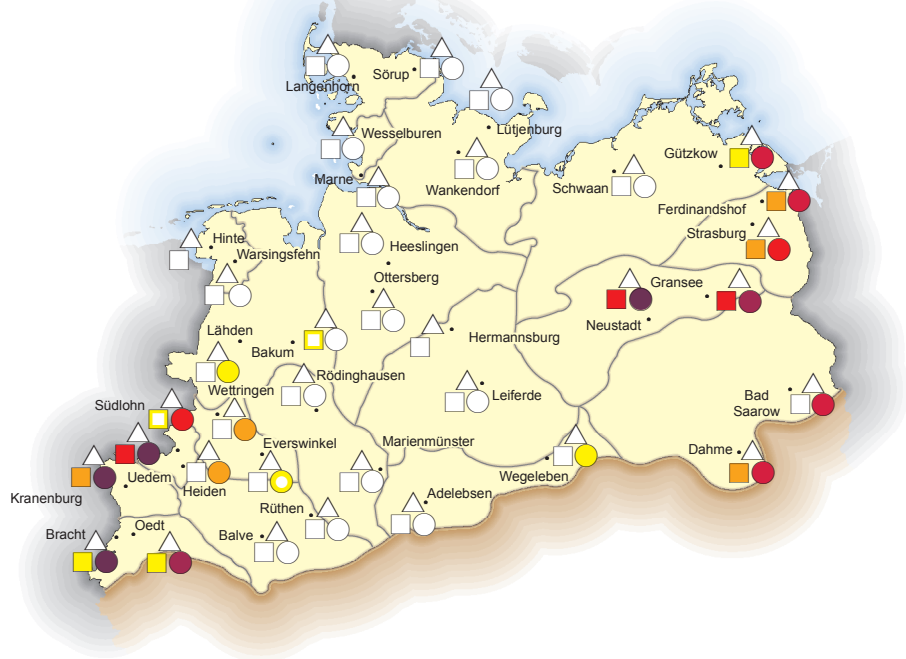 Sörup
Langenhorn
Lütjenburg
Wesselburen
Gützkow
Marne
Wankendorf
Schwaan
Ferdinandshof
Strasburg
Hinte
Heeslingen
Warsingsfehn
Ottersberg
Gransee
Neustadt
Lähden
Hermannsburg
Bakum
Rödinghausen
Wettringen
Leiferde
Bad
Saarow
Südlohn
Everswinkel
Marienmünster
Dahme
Wegeleben
Uedem
Heiden
Kranenburg
Adelebsen
Rüthen
Oedt
Bracht
Balve